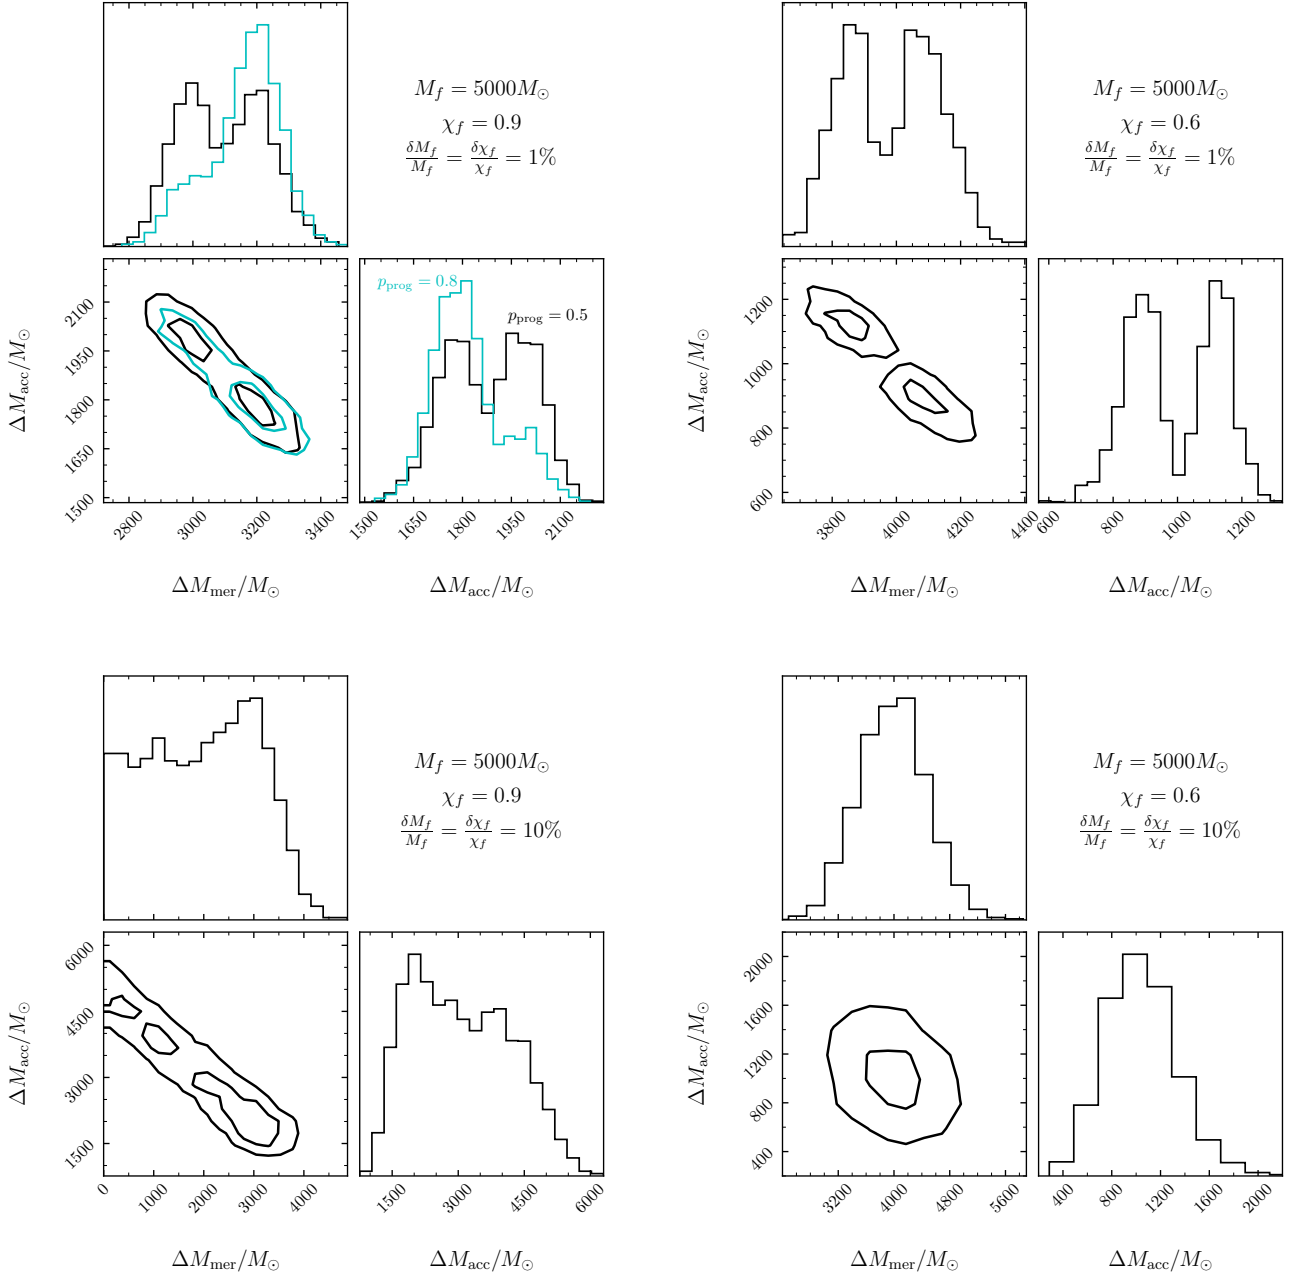 M_f = 5000M_⊙
χ_f = 0.9
δM_f/M_f = δχ_f/χ_f = 1%
p_prog = 0.8
p_prog = 0.5
ΔM_acc/M_⊙
2100
1950
1800
1650
1500
2800 3000 3200 3400
1500 1650 1800 1950 2100
ΔM_mer/M_⊙
ΔM_acc/M_⊙
M_f = 5000M_⊙
χ_f = 0.6
δM_f/M_f = δχ_f/χ_f = 1%
ΔM_acc/M_⊙
1200
1000
800
600
3800 4000 4200 4400
600 800 1000 1200
ΔM_mer/M_⊙
ΔM_acc/M_⊙
M_f = 5000M_⊙
χ_f = 0.9
δM_f/M_f = δχ_f/χ_f = 10%
ΔM_acc/M_⊙
6000
4500
3000
1500
0 1000 2000 3000 4000
1500 3000 4500 6000
ΔM_mer/M_⊙
ΔM_acc/M_⊙
M_f = 5000M_⊙
χ_f = 0.6
δM_f/M_f = δχ_f/χ_f = 10%
ΔM_acc/M_⊙
2000
1600
1200
800
400
3200 4000 4800 5600
400 800 1200 1600 2000
ΔM_mer/M_⊙
ΔM_acc/M_⊙